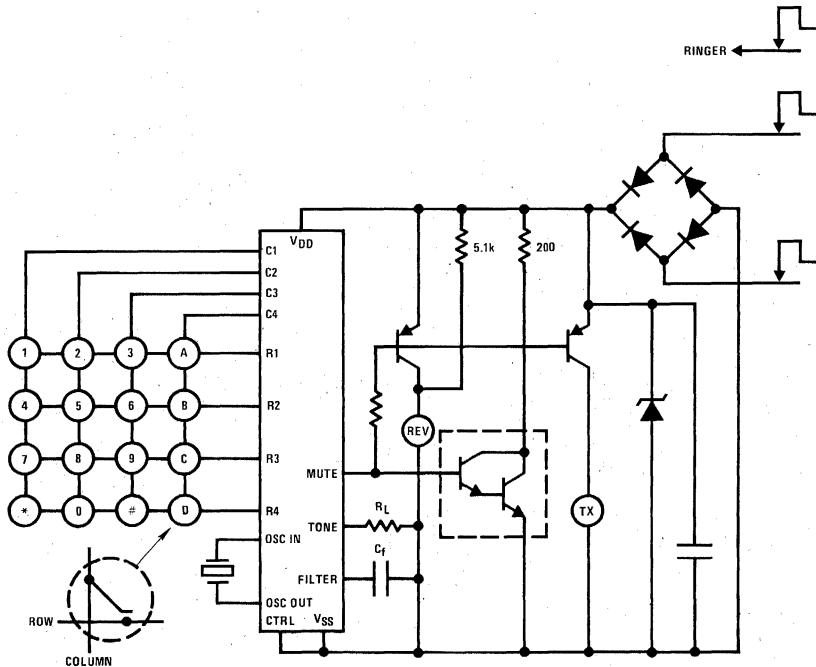 RINGER
VDD
C1
5.1k
200
C2
C3
C4
1
2
3
A
R1
4
5
6
B
R2
REV
7
8
9
C
R3
MUTE
*
0
#
D
R4
RL
TX
TONE
OSC IN
Cf
FILTER
OSC OUT
CTRL
VSS
ROW
COLUMN